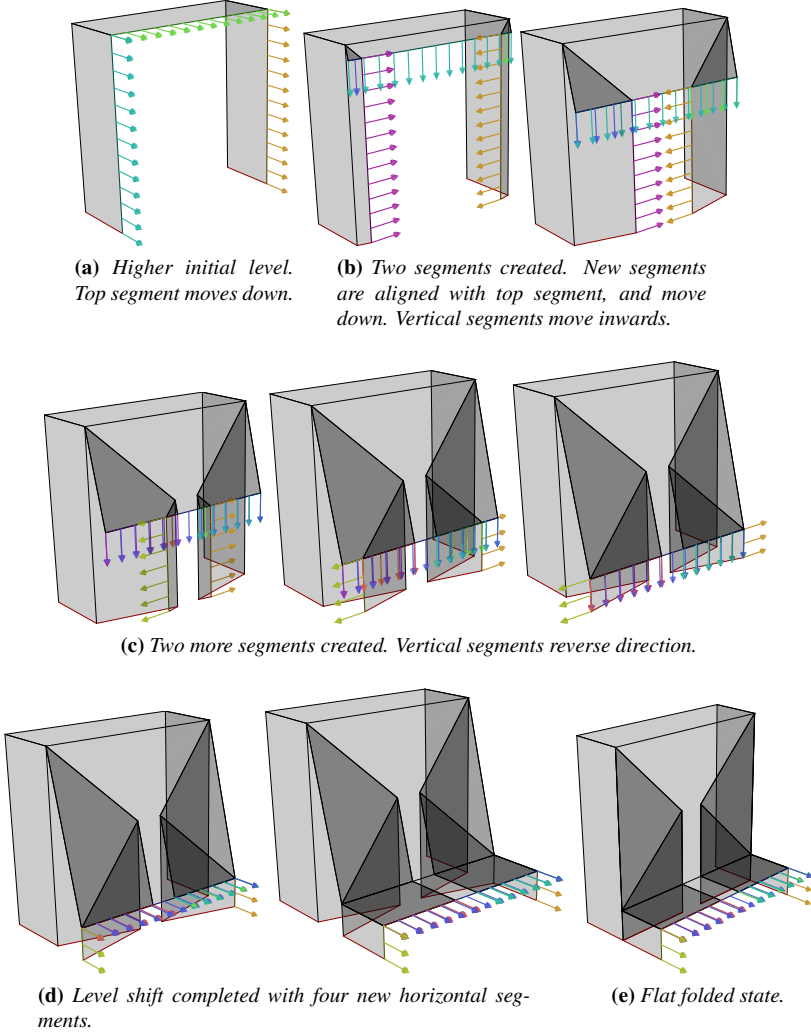 (a) Higher initial level.
Top segment moves down.
(b) Two segments created. New segments
are aligned with top segment, and move
down. Vertical segments move inwards.
(c) Two more segments created. Vertical segments reverse direction.
(d) Level shift completed with four new horizontal seg-
ments.
(e) Flat folded state.